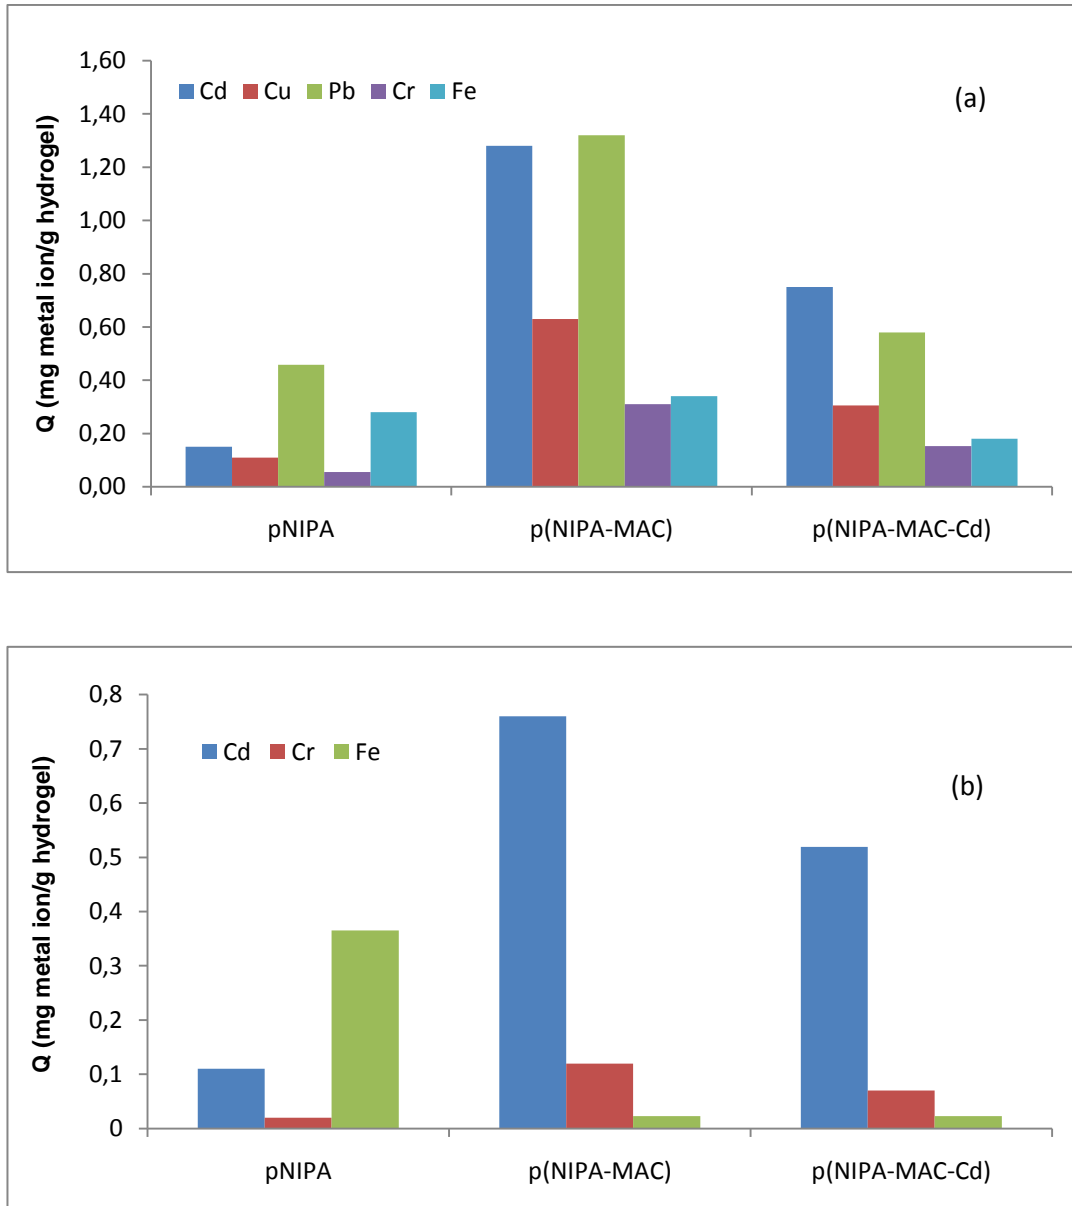 1,60
Cd Cu Pb Cr Fe
(a)
1,40
1,20
1,00
0,80
0,60
0,40
0,20
0,00
Q (mg metal ion/g hydrogel)
pNIPA p(NIPA-MAC) p(NIPA-MAC-Cd)
0,8
0,7
Cd Cr Fe
(b)
0,6
0,5
0,4
0,3
0,2
0,1
0
Q (mg metal ion/g hydrogel)
pNIPA p(NIPA-MAC) p(NIPA-MAC-Cd)